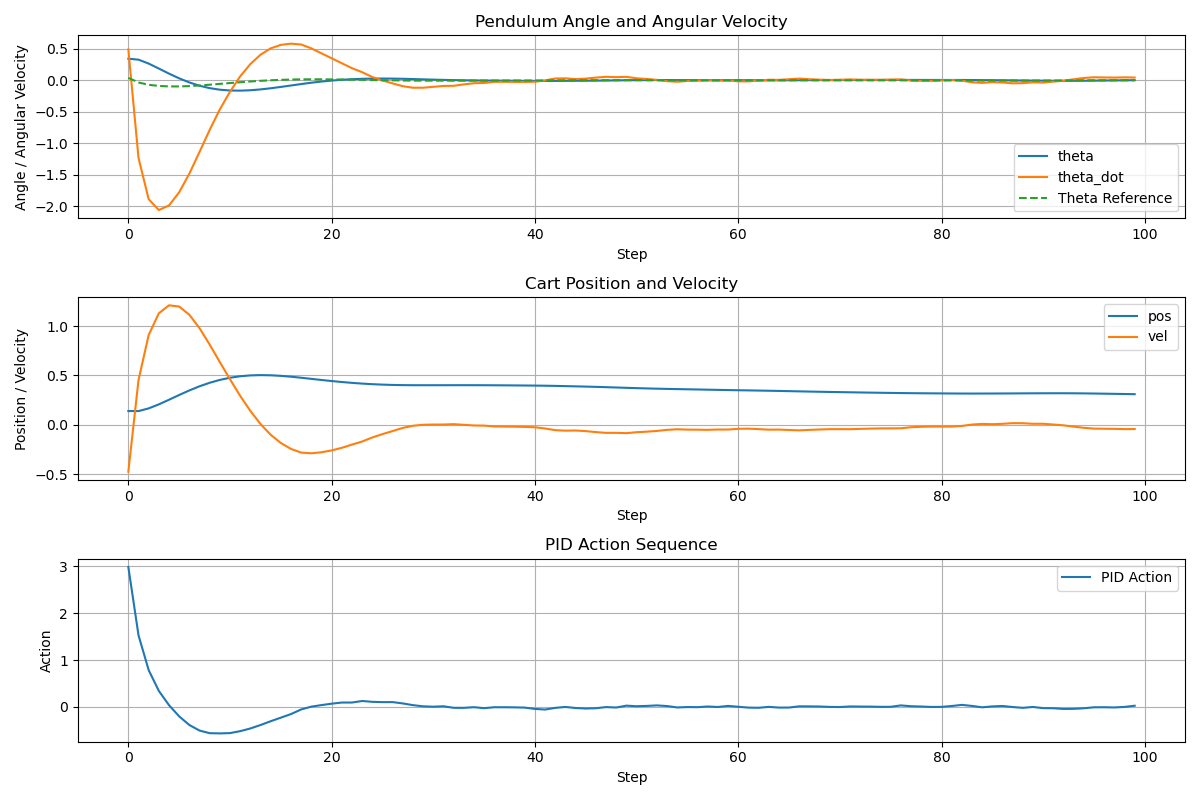 Pendulum Angle and Angular Velocity
Angle / Angular Velocity
0.5
0.0
−0.5
−1.0
−1.5
−2.0
theta
theta_dot
Theta Reference
0 20 40 60 80 100
Step
Cart Position and Velocity
Position / Velocity
1.0
0.5
0.0
−0.5
pos
vel
0 20 40 60 80 100
Step
PID Action Sequence
Action
3
2
1
0
PID Action
0 20 40 60 80 100
Step